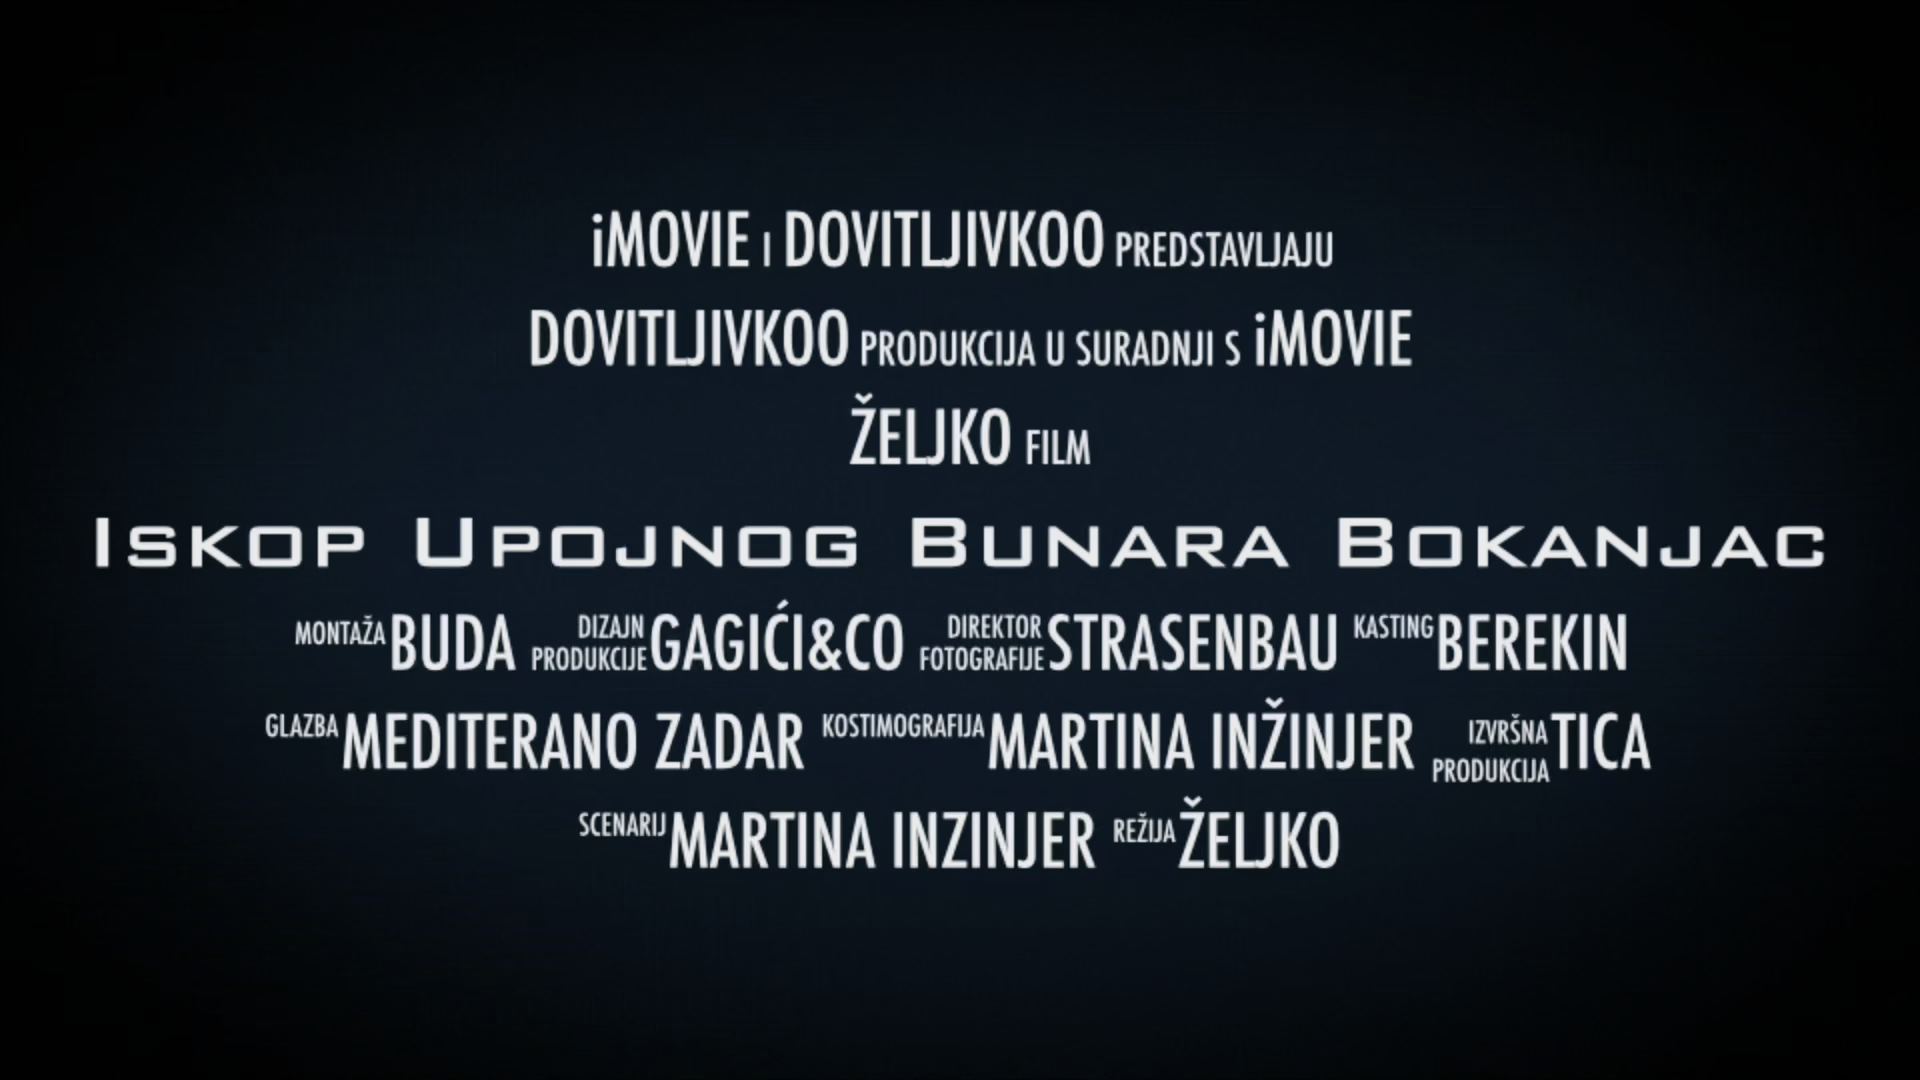 iMOVIE I DOVITLJIVKOO PREDSTAVLJAJU
DOVITLJIVKOO PRODUKCIJA U SURADNJI S iMOVIE
ŽELJKO FILM
ISKOP UPOJNOG BUNARA BOKANJAC
MONTAŽA BUDA DIZAJN PRODUKCIJE GAGIĆI&CO DIREKTOR FOTOGRAFIJE STRASENBAU KASTING BEREKIN
GLAZBA MEDITERANO ZADAR KOSTIMOGRAFIJA MARTINA INŽINJER IZVRŠNA PRODUKCIJA TICA
SCENARIJ MARTINA INZINJER REŽIJA ŽELJKO